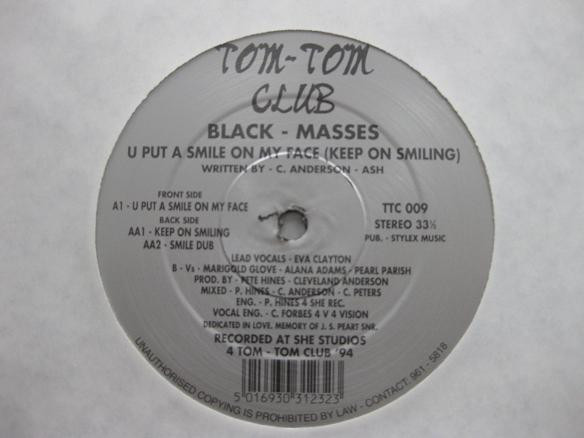 TOM-TOM
CLUB
BLACK - MASSES
U PUT A SMILE ON MY FACE (KEEP ON SMILING)
WRITTEN BY - C. ANDERSON - ASH
FRONT SIDE
A1 - U PUT A SMILE ON MY FACE
BACK SIDE
AA1 - KEEP ON SMILING
AA2 - SMILE DUB
TTC 009
STEREO 33⅓
PUB. - STYLEX MUSIC
LEAD VOCALS - EVA CLAYTON
B - Vs - MARIGOLD GLOVE - ALANA ADAMS / PEARL PARISH
PROD. BY - PETE HINES - CLEVELAND ANDERSON
MIXED - P. HINES - C. ANDERSON - C. PETERS
ENG. - P. HINES 4 SHE REC.
VOCAL ENG. - C. FORBES 4 V 4 VISION
DEDICATED IN LOVE. MEMORY OF J. S. PEART SNR.
RECORDED AT SHE STUDIOS
4 TOM - TOM CLUB '94
5 016930 312323
UNAUTHORISED COPYING IS PROHIBITED BY LAW - CONTACT: 961 - 5818